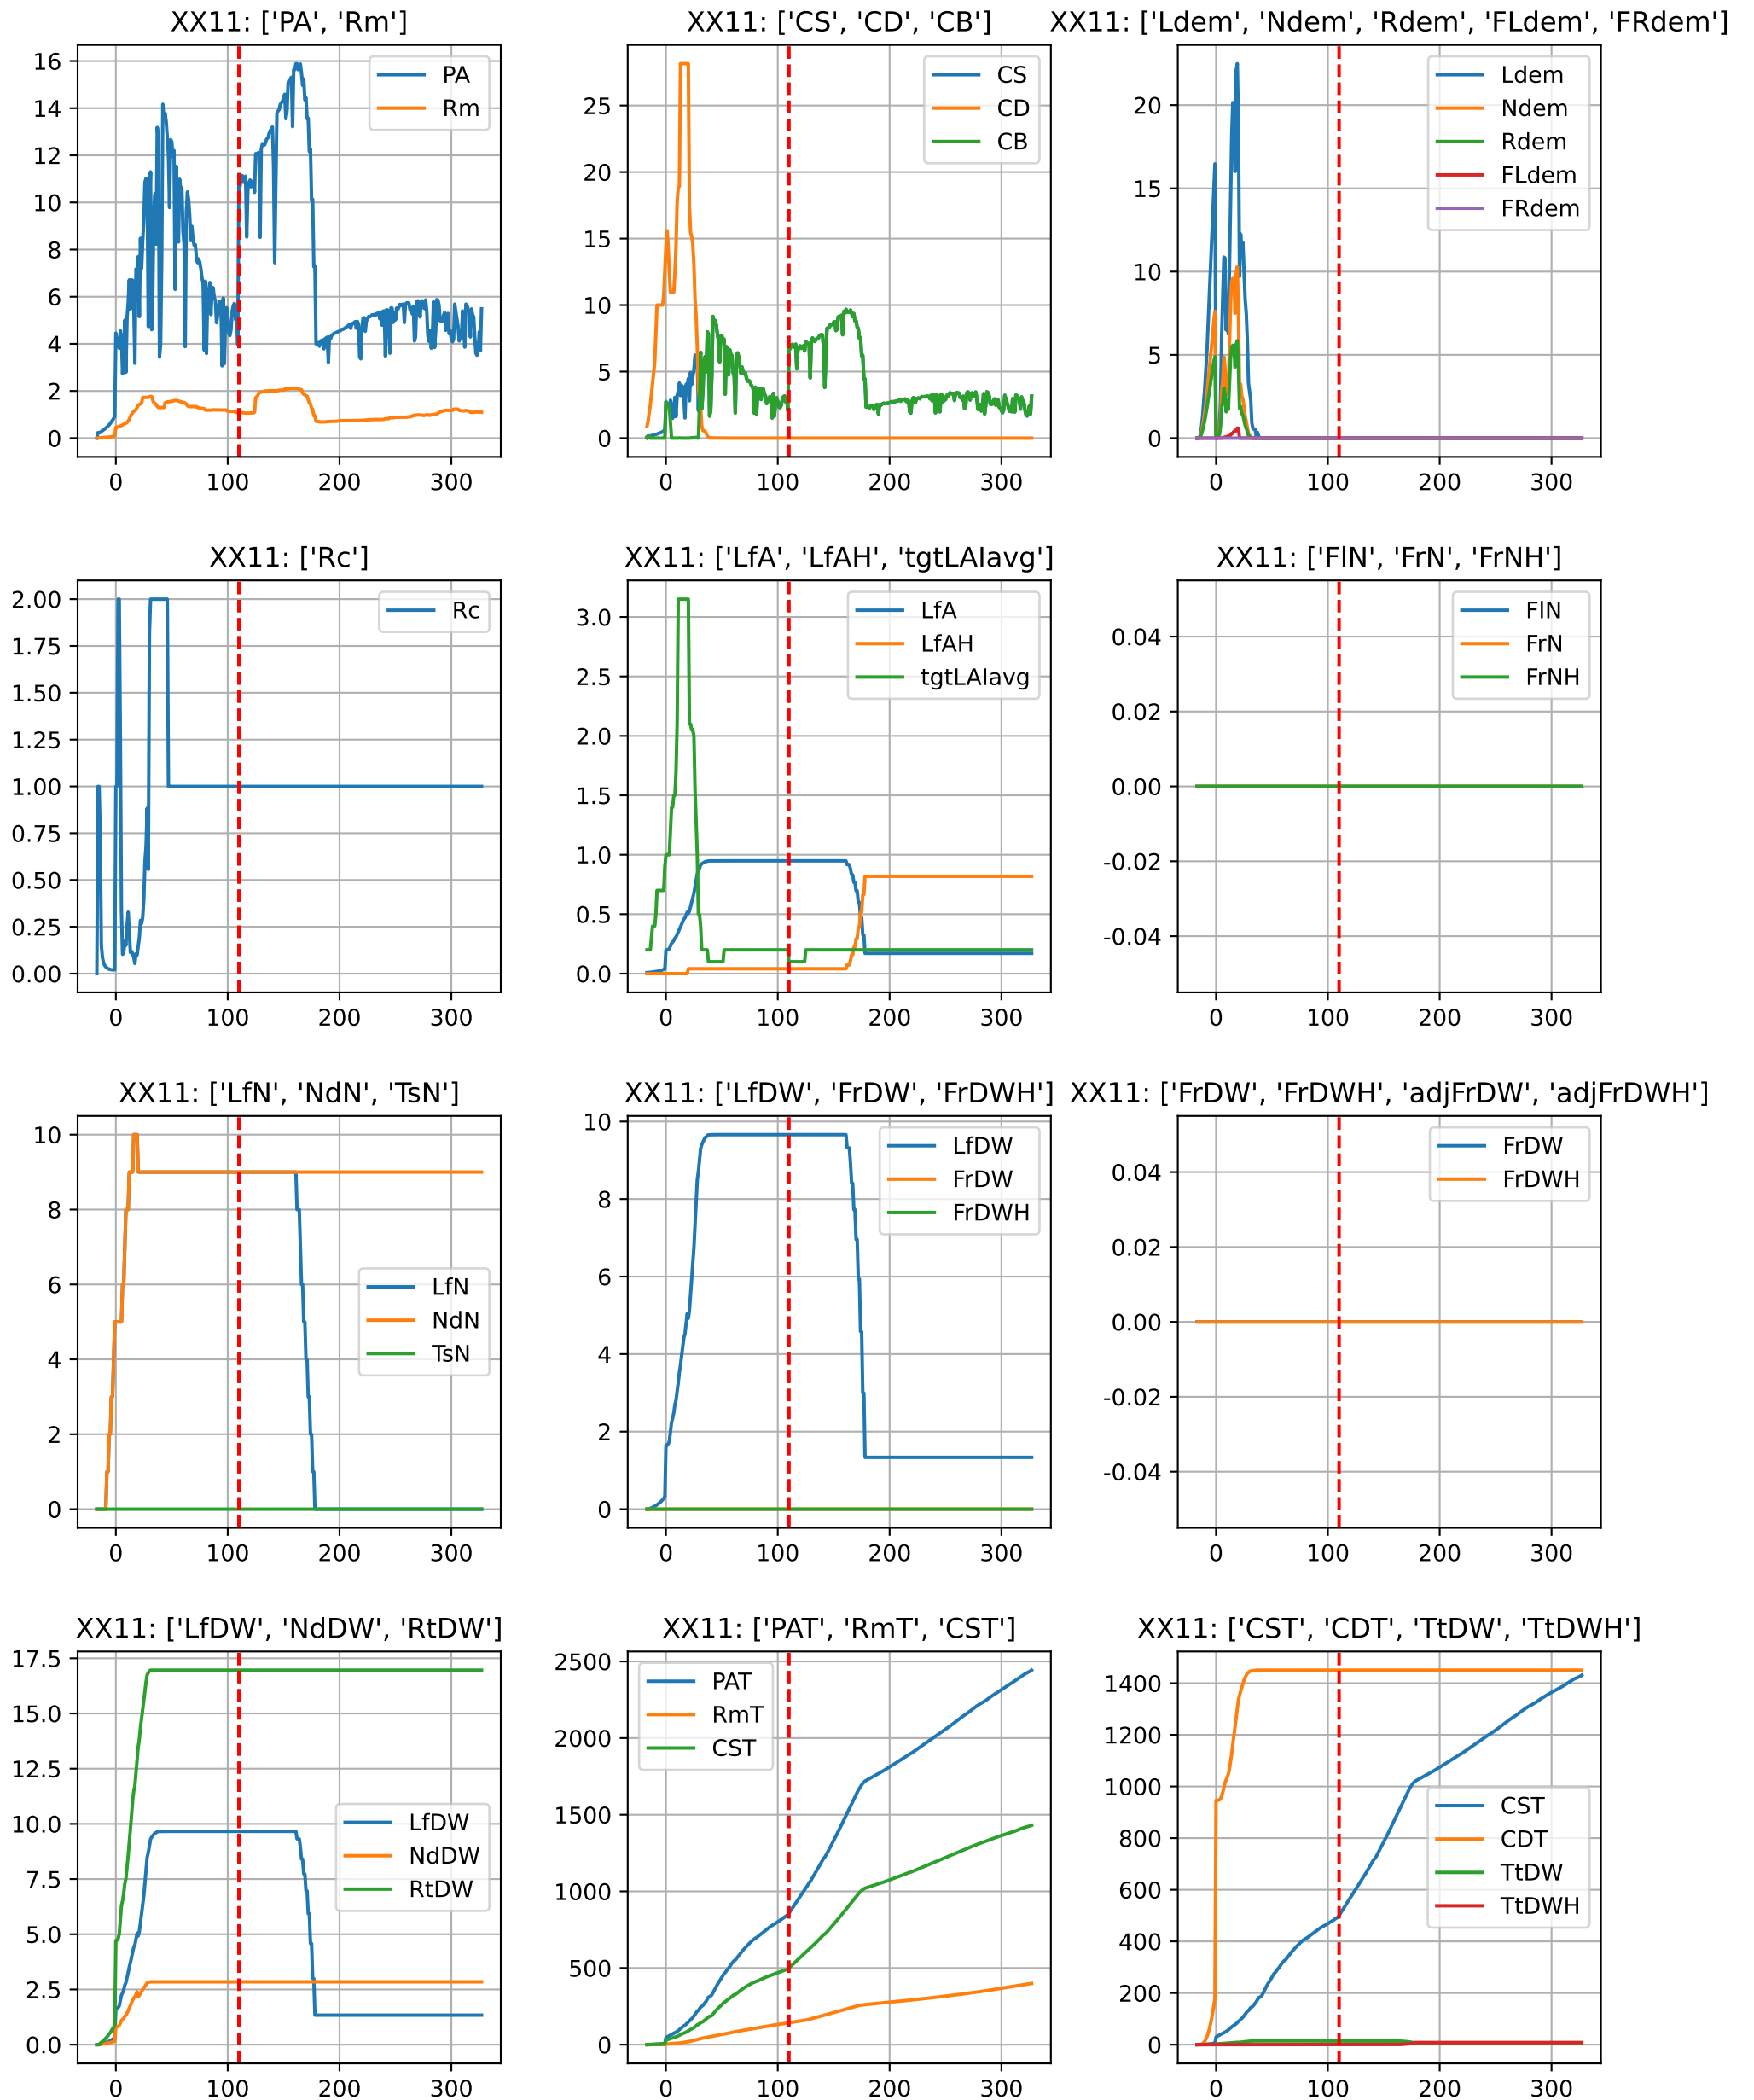 XX11: ['PA', 'Rm']
16
14
12
10
8
6
4
2
0
0 100 200 300
PA
Rm
XX11: ['CS', 'CD', 'CB']
25
20
15
10
5
0
0 100 200 300
CS
CD
CB
XX11: ['Ldem', 'Ndem', 'Rdem', 'FLdem', 'FRdem']
20
15
10
5
0
0 100 200 300
Ldem
Ndem
Rdem
FLdem
FRdem
XX11: ['Rc']
2.00
1.75
1.50
1.25
1.00
0.75
0.50
0.25
0.00
0 100 200 300
Rc
XX11: ['LfA', 'LfAH', 'tgtLAIavg']
3.0
2.5
2.0
1.5
1.0
0.5
0.0
0 100 200 300
LfA
LfAH
tgtLAIavg
XX11: ['FlN', 'FrN', 'FrNH']
0.04
0.02
0.00
-0.02
-0.04
0 100 200 300
FlN
FrN
FrNH
XX11: ['LfN', 'NdN', 'TsN']
10
8
6
4
2
0
0 100 200 300
LfN
NdN
TsN
XX11: ['LfDW', 'FrDW', 'FrDWH']
10
8
6
4
2
0
0 100 200 300
LfDW
FrDW
FrDWH
XX11: ['FrDW', 'FrDWH', 'adjFrDW', 'adjFrDWH']
0.04
0.02
0.00
-0.02
-0.04
0 100 200 300
FrDW
FrDWH
XX11: ['LfDW', 'NdDW', 'RtDW']
17.5
15.0
12.5
10.0
7.5
5.0
2.5
0.0
0 100 200 300
LfDW
NdDW
RtDW
XX11: ['PAT', 'RmT', 'CST']
2500
2000
1500
1000
500
0
0 100 200 300
PAT
RmT
CST
XX11: ['CST', 'CDT', 'TtDW', 'TtDWH']
1400
1200
1000
800
600
400
200
0
0 100 200 300
CST
CDT
TtDW
TtDWH